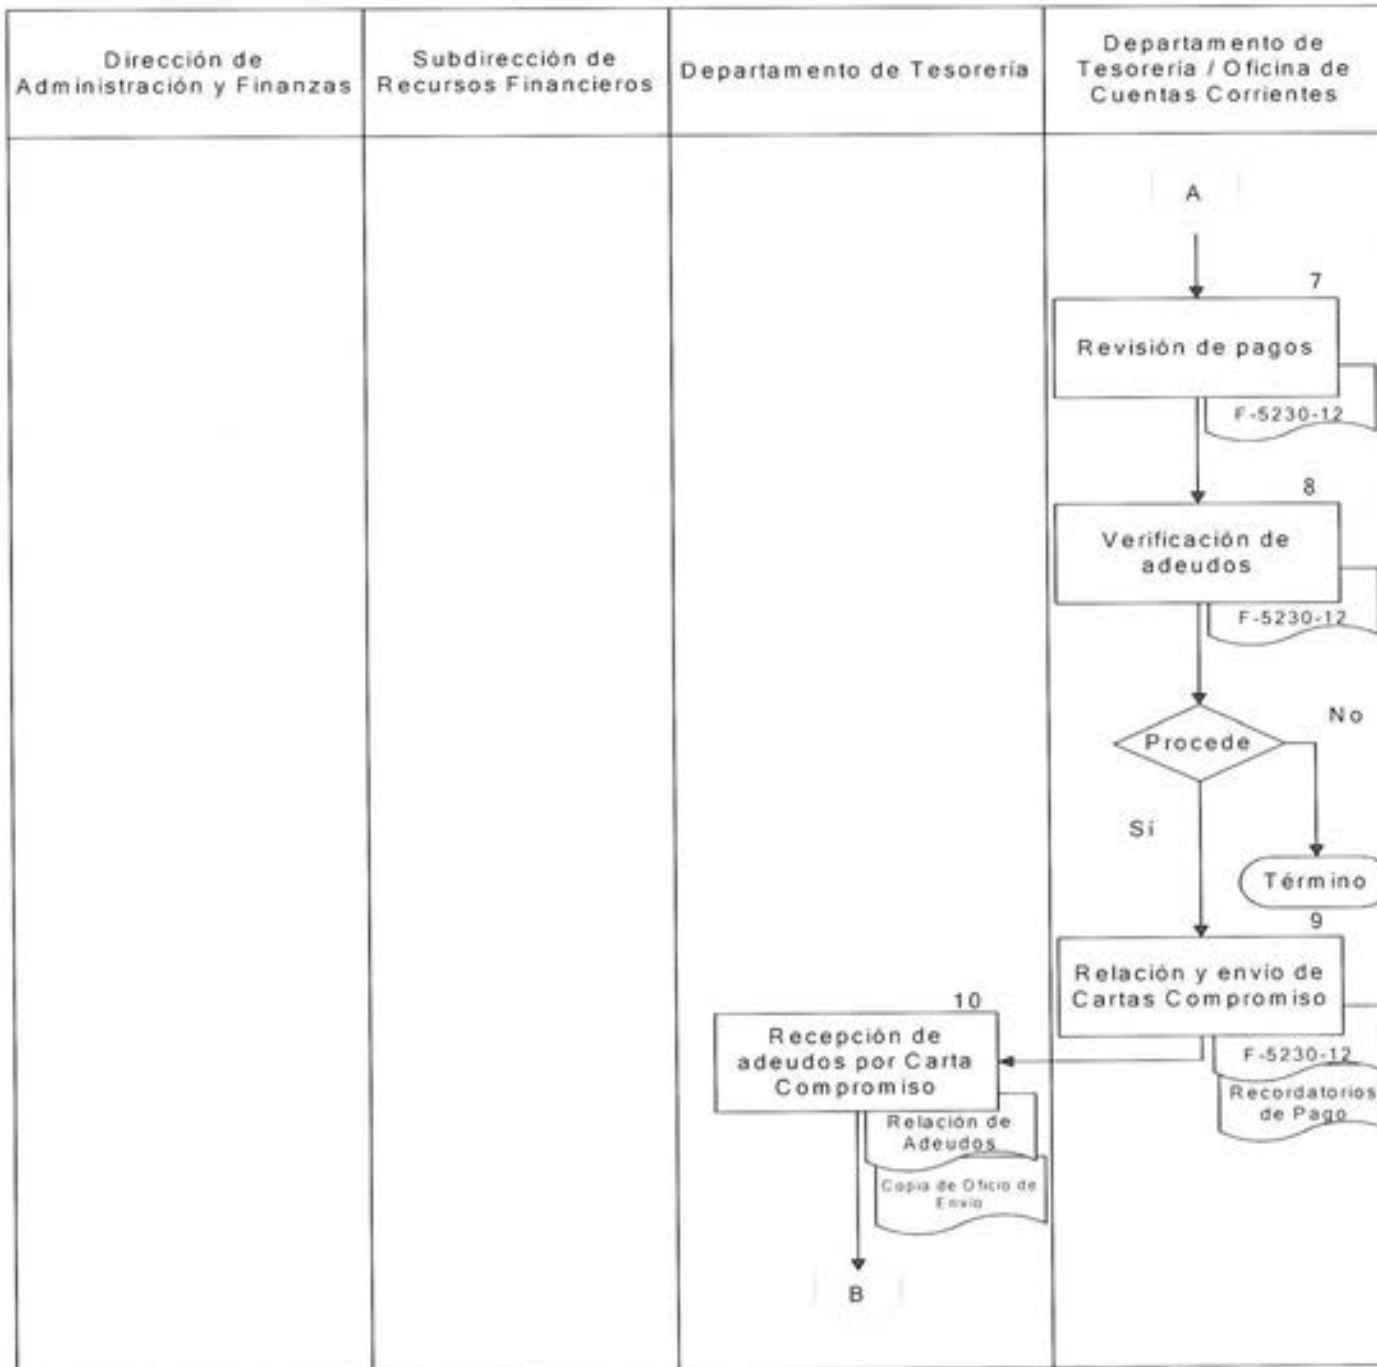 Dirección de
Administración y Finanzas
Subdirección de
Recursos Financieros
Departamento de Tesorería
Departamento de
Tesorería / Oficina de
Cuentas Corrientes
A
7
Revisión de pagos
F-5230-12
8
Verificación de
adeudos
F-5230-12
Procede
No
Sí
Término
9
Relación y envío de
Cartas Compromiso
F-5230-12
Recordatorios
de Pago
10
Recepción de
adeudos por Carta
Compromiso
Relación de
Adeudos
Copia de Oficio de
Envío
B